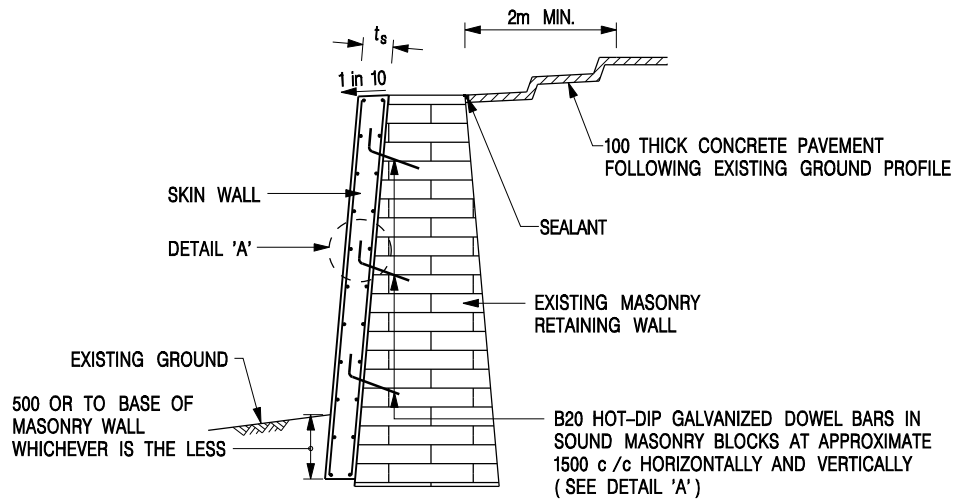 2m MIN.
ts
1 in 10
100 THICK CONCRETE PAVEMENT
FOLLOWING EXISTING GROUND PROFILE
SKIN WALL
SEALANT
DETAIL 'A'
EXISTING MASONRY
RETAINING WALL
EXISTING GROUND
500 OR TO BASE OF
MASONRY WALL
WHICHEVER IS THE LESS
B20 HOT-DIP GALVANIZED DOWEL BARS IN
SOUND MASONRY BLOCKS AT APPROXIMATE
1500 c/c HORIZONTALLY AND VERTICALLY
(SEE DETAIL 'A')